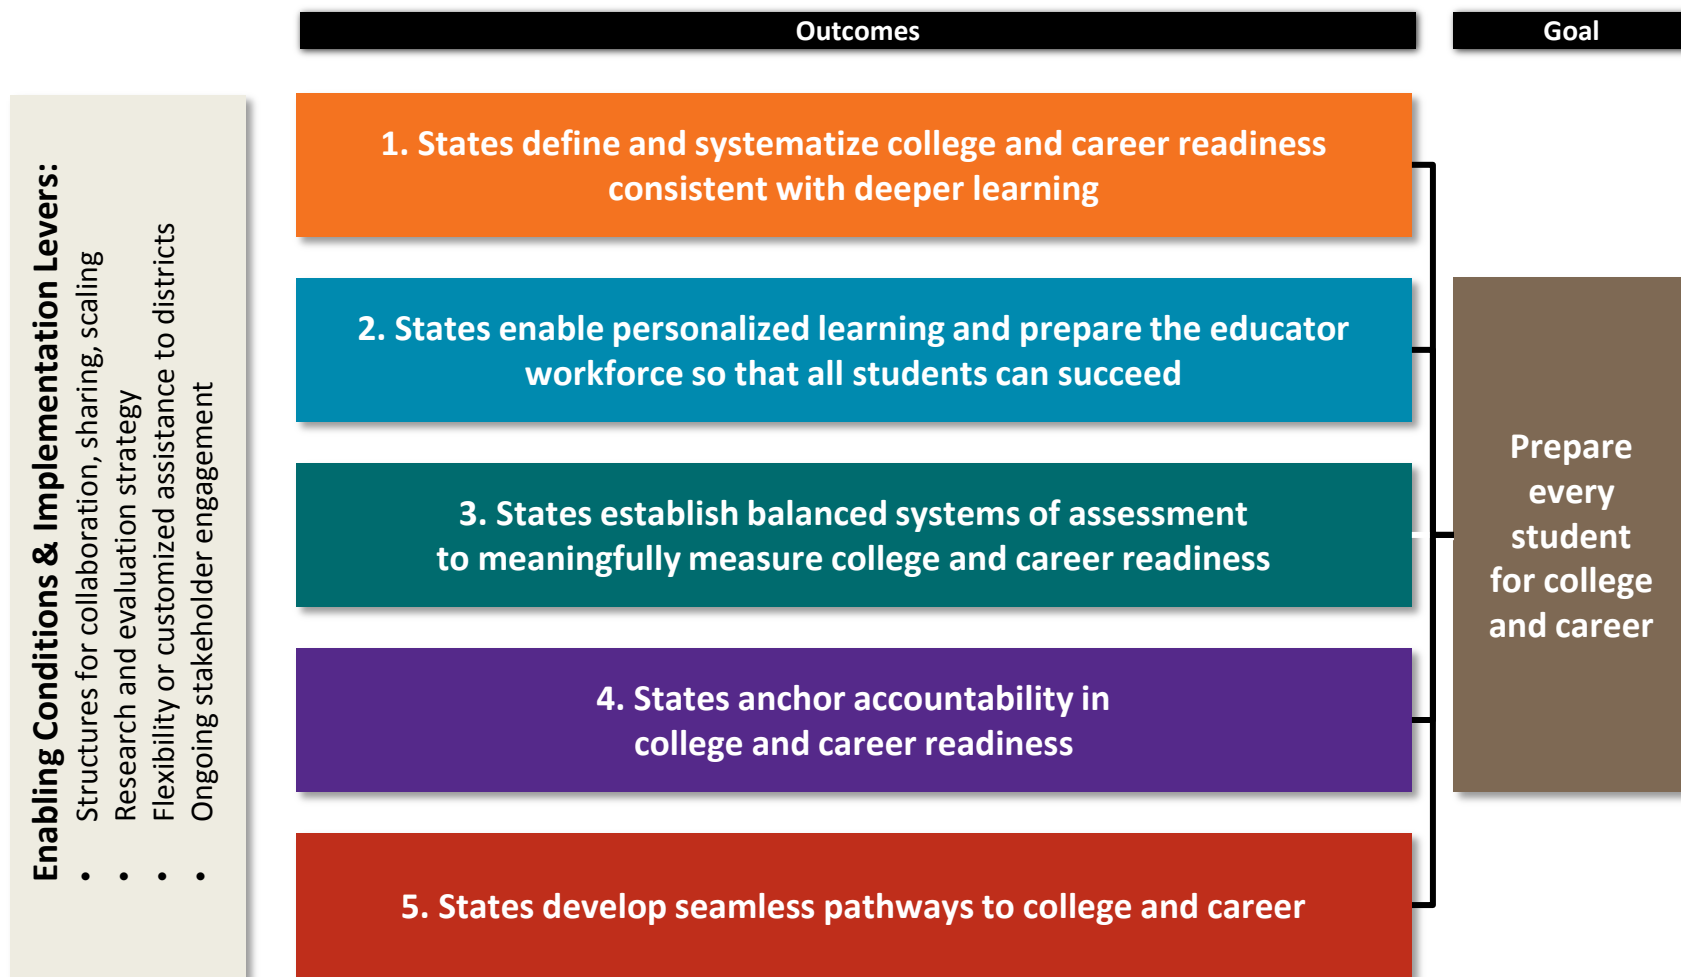 Outcomes
Goal
Enabling Conditions & Implementation Levers:
• Structures for collaboration, sharing, scaling
• Research and evaluation strategy
• Flexibility or customized assistance to districts
• Ongoing stakeholder engagement
1. States define and systematize college and career readiness
consistent with deeper learning
2. States enable personalized learning and prepare the educator
workforce so that all students can succeed
3. States establish balanced systems of assessment
to meaningfully measure college and career readiness
4. States anchor accountability in
college and career readiness
5. States develop seamless pathways to college and career
Prepare
every
student
for college
and career